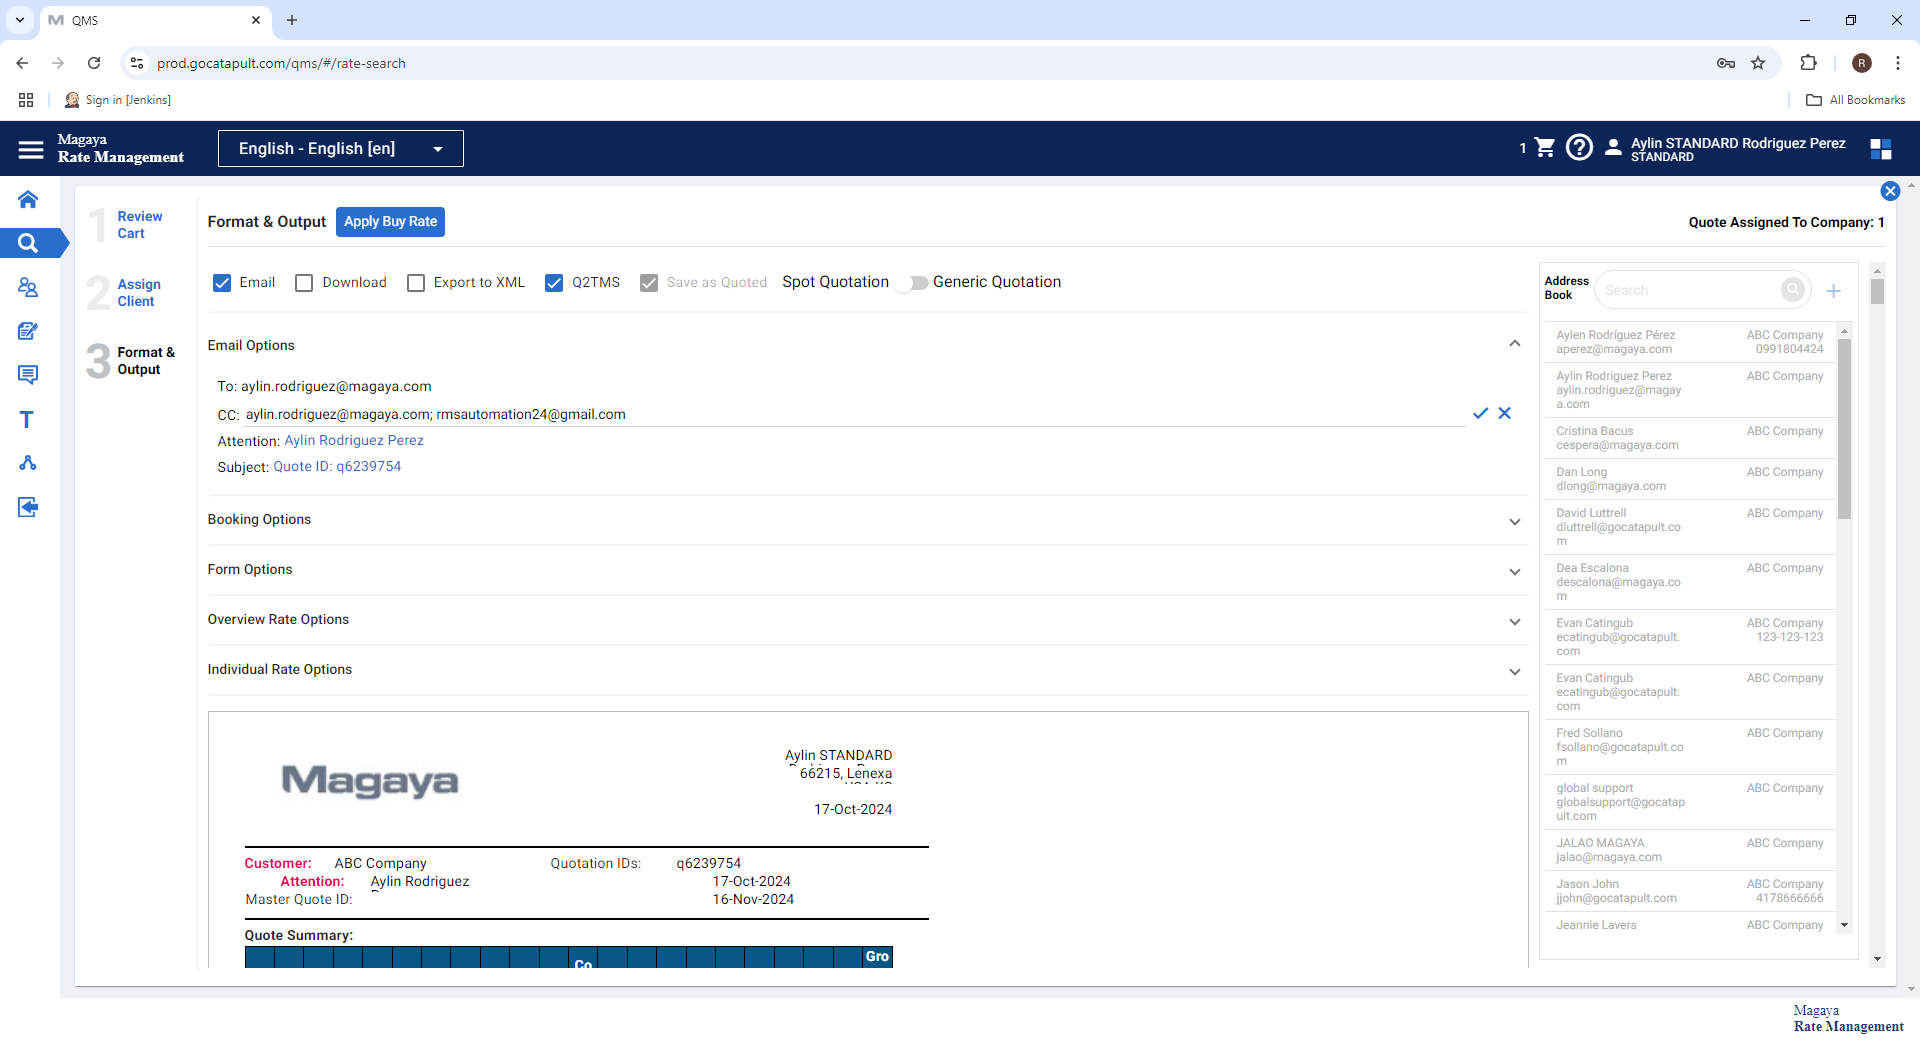 QMS
prod.gocatapult.com/qms/#/rate-search
R
Sign in [Jenkins]
All Bookmarks
Magaya
Rate Management
English - English [en]
1
Aylin STANDARD Rodriguez Perez
STANDARD
1
Review
Cart
2
Assign
Client
3
Format &
Output
Format & Output
Apply Buy Rate
Quote Assigned To Company: 1
Email
Download
Export to XML
Q2TMS
Save as Quoted
Spot Quotation
Generic Quotation
Email Options
To: aylin.rodriguez@magaya.com
CC: aylin.rodriguez@magaya.com; rmsautomation24@gmail.com
Attention: Aylin Rodriguez Perez
Subject: Quote ID: q6239754
Booking Options
Form Options
Overview Rate Options
Individual Rate Options
Magaya
Aylin STANDARD
66215, Lenexa
17-Oct-2024
Customer: ABC Company Quotation IDs: q6239754
Attention: Aylin Rodriguez 17-Oct-2024
Master Quote ID: 16-Nov-2024
Quote Summary:
Co
Gro
Address
Book
Search
Aylen Rodríguez Pérez ABC Company
aperez@magaya.com 0991804424
Aylin Rodriguez Perez ABC Company
aylin.rodriguez@magay
a.com
Cristina Bacus ABC Company
cespera@magaya.com
Dan Long ABC Company
dlong@magaya.com
David Luttrell ABC Company
dluttrell@gocatapult.co
m
Dea Escalona ABC Company
descalona@magaya.co
m
Evan Catingub ABC Company
ecatingub@gocatapult. 123-123-123
com
Evan Catingub ABC Company
ecatingub@gocatapult.
com
Fred Sollano ABC Company
fsollano@gocatapult.co
m
global support ABC Company
globalsupport@gocatap
ult.com
JALAO MAGAYA ABC Company
jalao@magaya.com
Jason John ABC Company
jjohn@gocatapult.com 4178666666
Jeannie Lavers ABC Company
Magaya
Rate Management